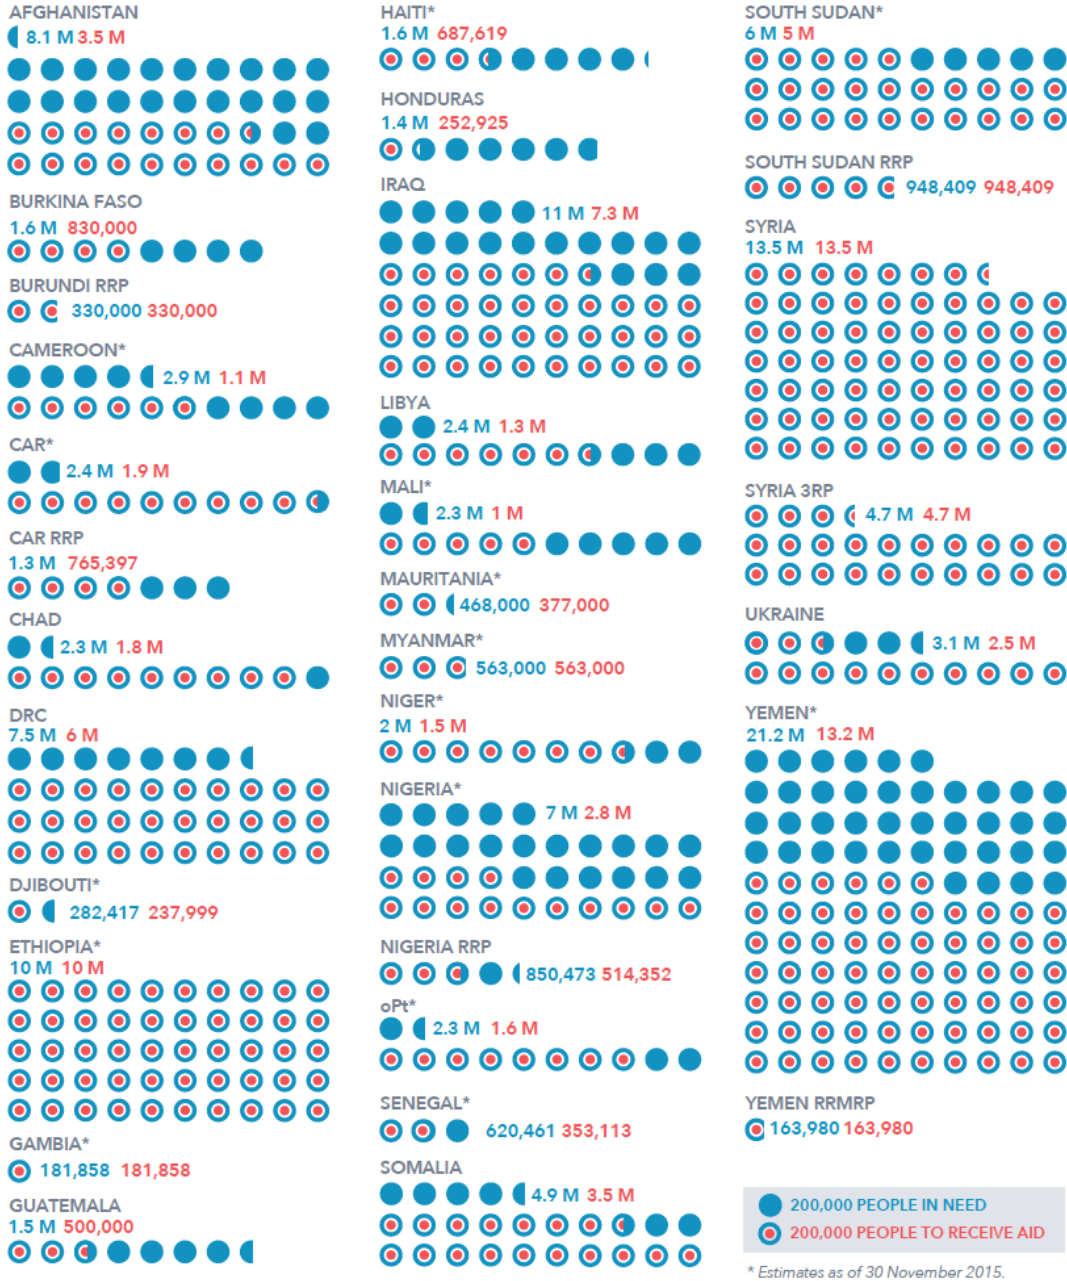 AFGHANISTAN
8.1 M 3.5 M
BURKINA FASO
1.6 M 830,000
BURUNDI RRP
330,000 330,000
CAMEROON*
2.9 M 1.1 M
CAR*
2.4 M 1.9 M
CAR RRP
1.3 M 765,397
CHAD
2.3 M 1.8 M
DRC
7.5 M 6 M
DJIBOUTI*
282,417 237,999
ETHIOPIA*
10 M 10 M
GAMBIA*
181,858 181,858
GUATEMALA
1.5 M 500,000
HAITI*
1.6 M 687,619
HONDURAS
1.4 M 252,925
IRAQ
11 M 7.3 M
LIBYA
2.4 M 1.3 M
MALI*
2.3 M 1 M
MAURITANIA*
468,000 377,000
MYANMAR*
563,000 563,000
NIGER*
2 M 1.5 M
NIGERIA*
7 M 2.8 M
NIGERIA RRP
850,473 514,352
oPt*
2.3 M 1.6 M
SENEGAL*
620,461 353,113
SOMALIA
4.9 M 3.5 M
SOUTH SUDAN*
6 M 5 M
SOUTH SUDAN RRP
948,409 948,409
SYRIA
13.5 M 13.5 M
SYRIA 3RP
4.7 M 4.7 M
UKRAINE
3.1 M 2.5 M
YEMEN*
21.2 M 13.2 M
YEMEN RRMRP
163,980 163,980
200,000 PEOPLE IN NEED
200,000 PEOPLE TO RECEIVE AID
* Estimates as of 30 November 2015.